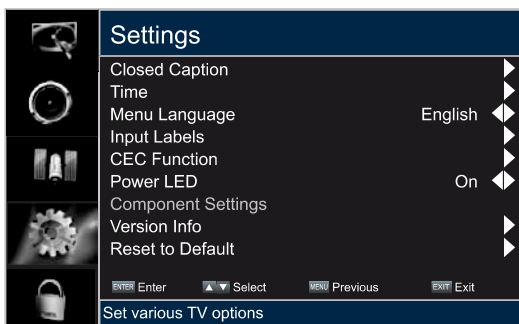 Settings
Closed Caption
Time
Menu Language English
Input Labels
CEC Function
Power LED On
Component Settings
Version Info
Reset to Default
ENTER Enter Select MENU Previous EXIT Exit
Set various TV options